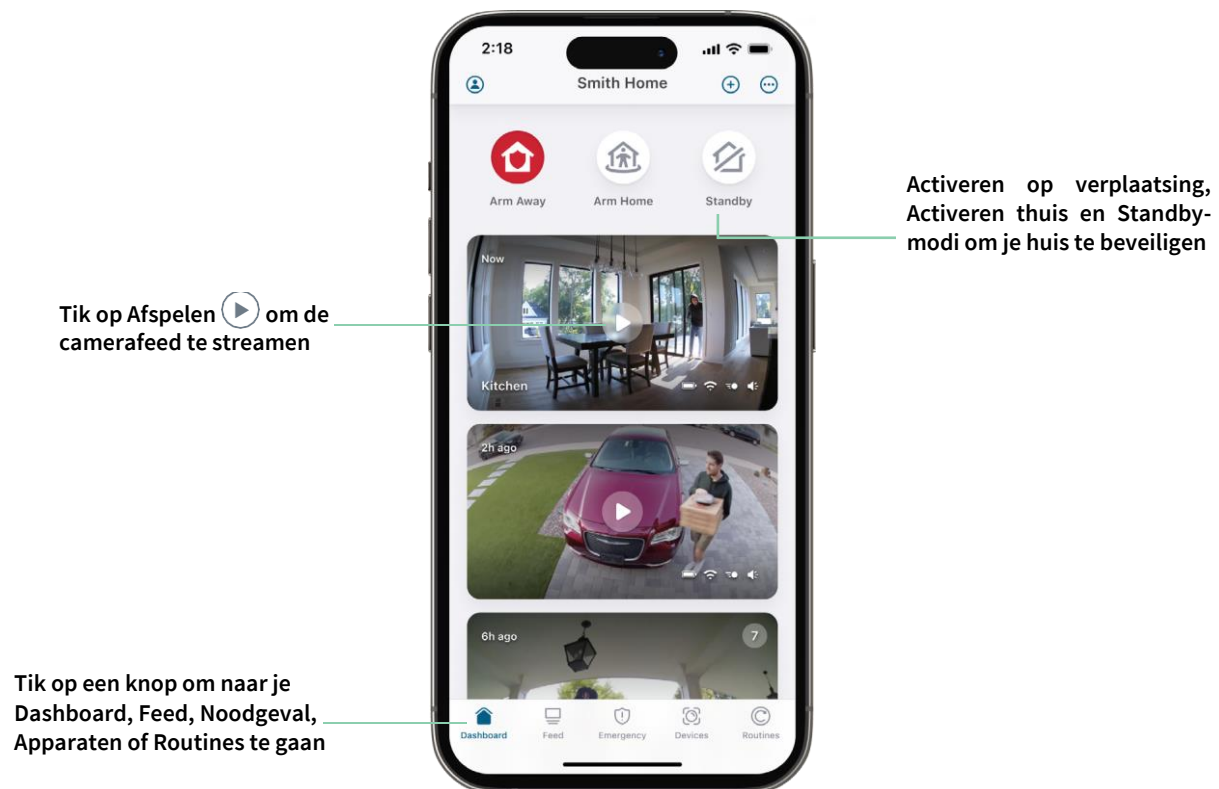 2:18
Smith Home
Arm Away
Arm Home
Standby
Activeren op verplaatsing,
Activeren thuis en Standby-
modi om je huis te beveiligen
Now
Tik op Afspelen om de
camerafeed te streamen
Kitchen
2h ago
6h ago
7
Tik op een knop om naar je
Dashboard, Feed, Noodgeval,
Apparaten of Routines te gaan
Dashboard
Feed
Emergency
Devices
Routines